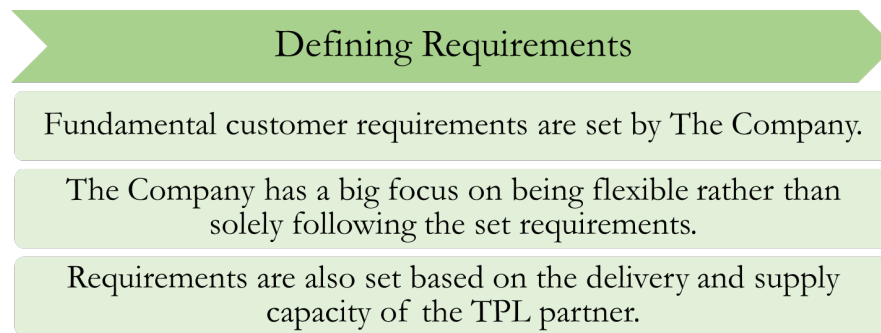 Defining Requirements
Fundamental customer requirements are set by The Company.
The Company has a big focus on being flexible rather than
solely following the set requirements.
Requirements are also set based on the delivery and supply
capacity of the TPL partner.